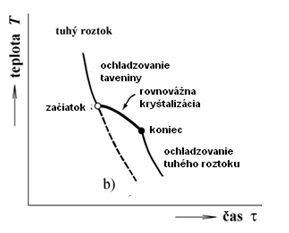 teplota T
tuhý roztok
ochladzovanie
taveniny
rovnovážna
kryštalizácia
začiatok
koniec
ochladzovanie
tuhého roztoku
b)
čas τ